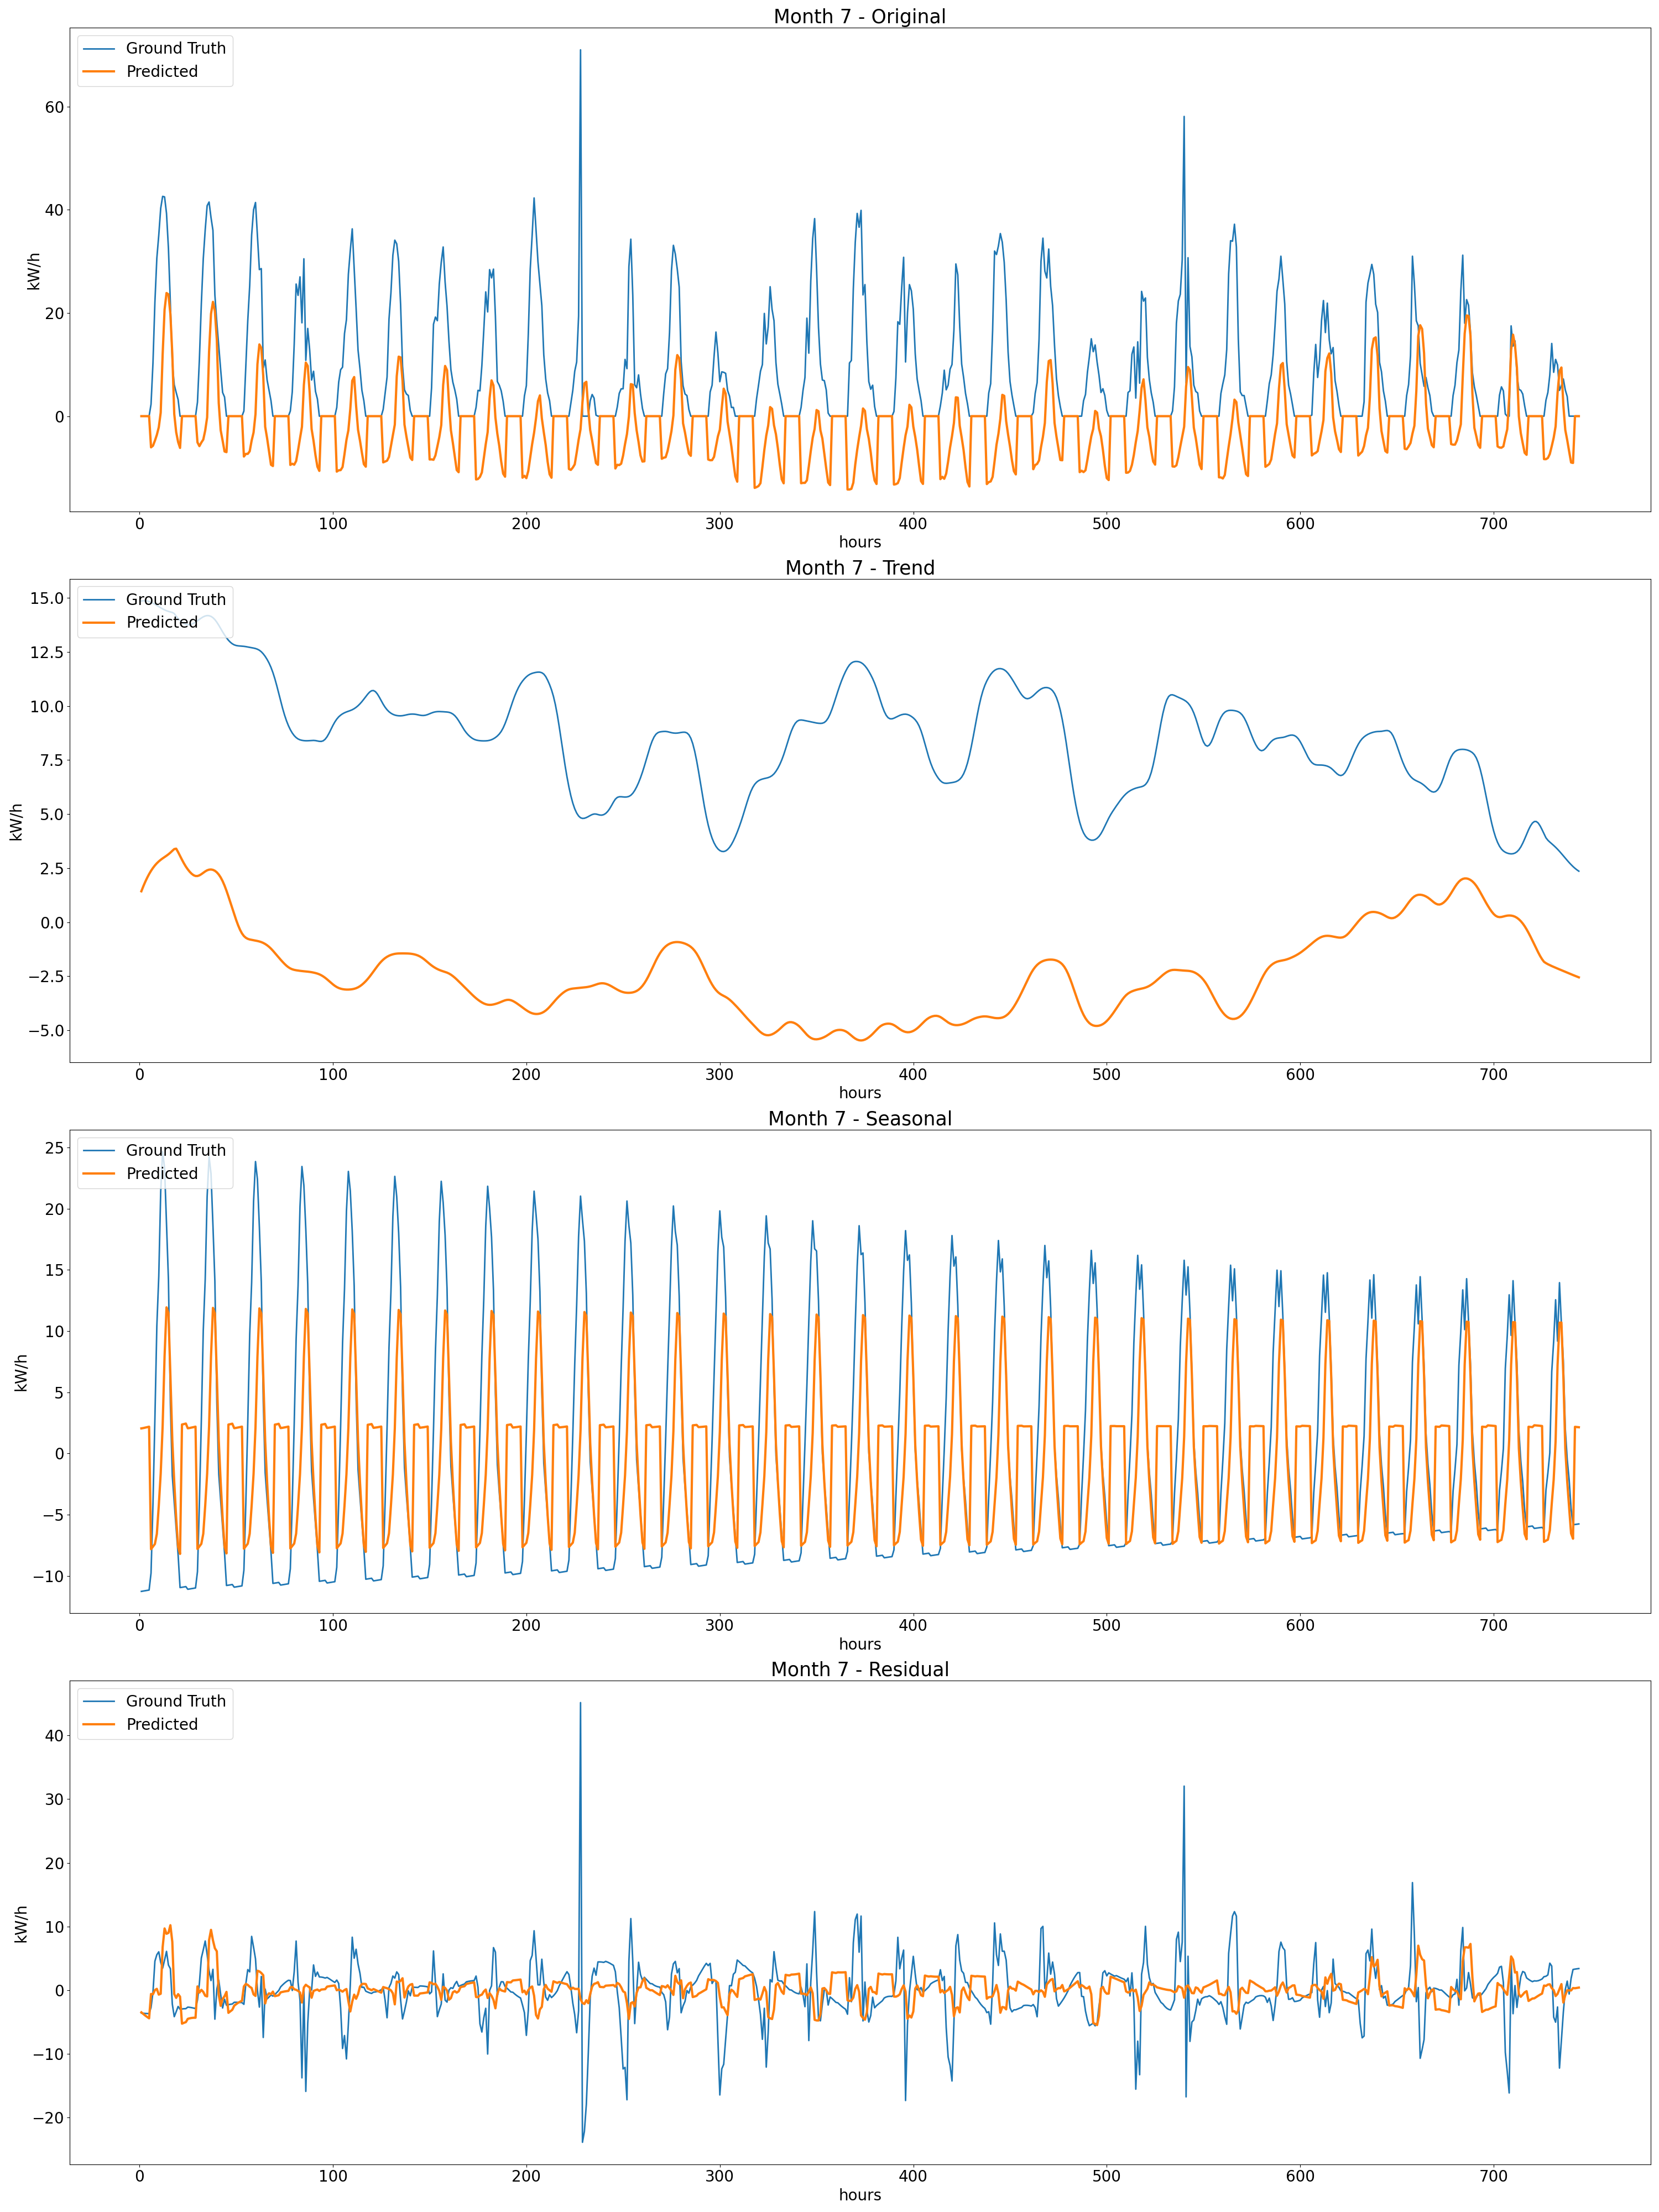 Month 7 - Original
Ground Truth
Predicted
kW/h
60
40
20
0
0 100 200 300 400 500 600 700
hours
Month 7 - Trend
Ground Truth
Predicted
kW/h
15.0
12.5
10.0
7.5
5.0
2.5
0.0
−2.5
−5.0
0 100 200 300 400 500 600 700
hours
Month 7 - Seasonal
Ground Truth
Predicted
kW/h
25
20
15
10
5
0
−5
−10
0 100 200 300 400 500 600 700
hours
Month 7 - Residual
Ground Truth
Predicted
kW/h
40
30
20
10
0
−10
−20
0 100 200 300 400 500 600 700
hours